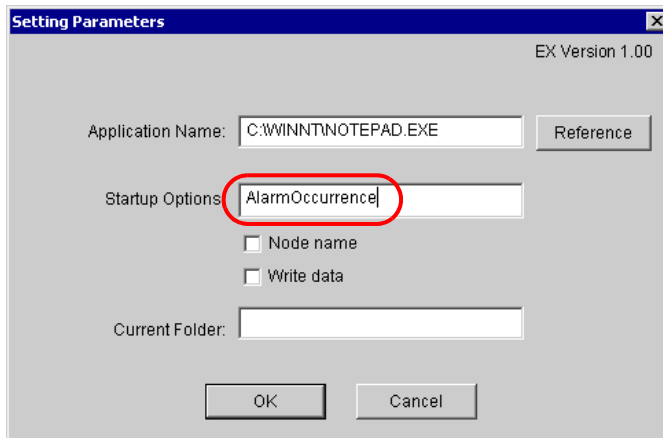 Setting Parameters
EX Version 1.00
Application Name: C:\WINNT\NOTEPAD.EXE Reference
Startup Options AlarmOccurrence
Node name
Write data
Current Folder:
OK Cancel